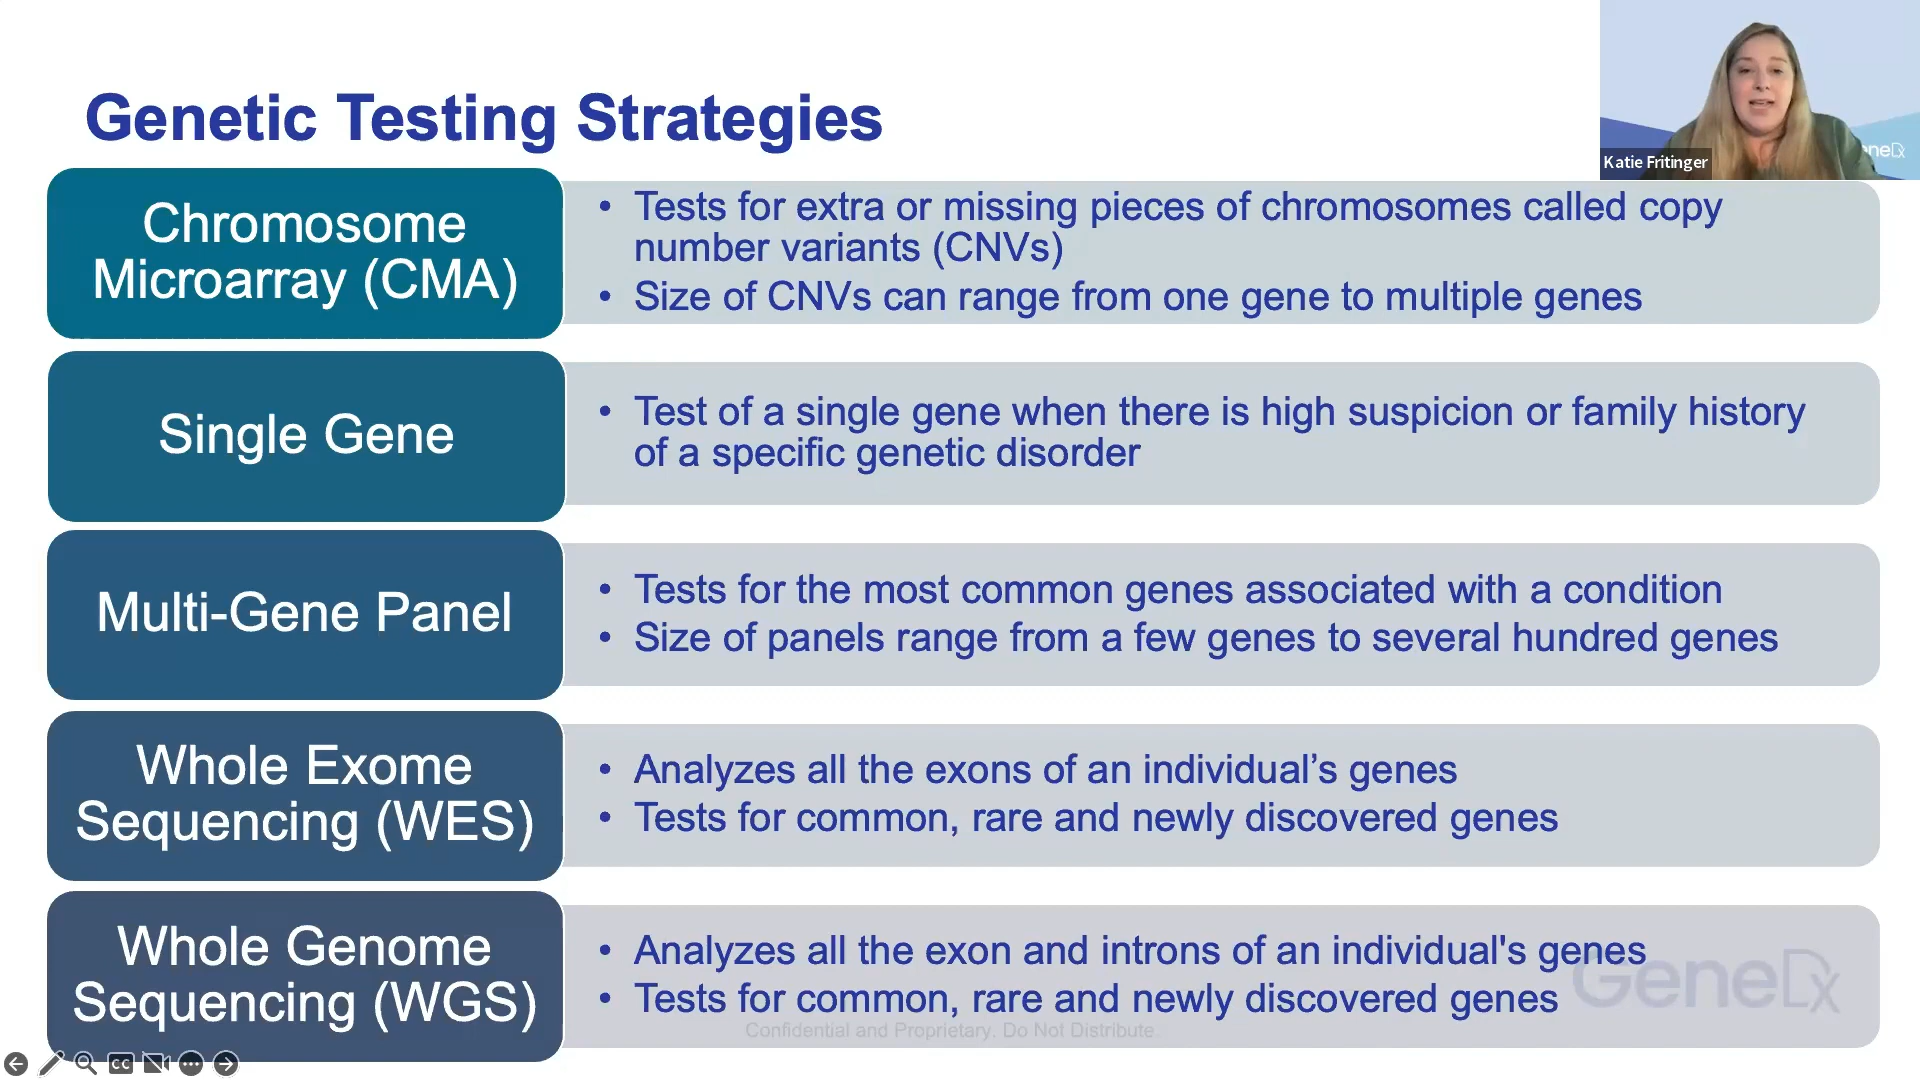 Genetic Testing Strategies
Katie Fritinger
neDx
Chromosome
Microarray (CMA)
• Tests for extra or missing pieces of chromosomes called copy
number variants (CNVs)
• Size of CNVs can range from one gene to multiple genes
Single Gene
• Test of a single gene when there is high suspicion or family history
of a specific genetic disorder
Multi-Gene Panel
• Tests for the most common genes associated with a condition
• Size of panels range from a few genes to several hundred genes
Whole Exome
Sequencing (WES)
• Analyzes all the exons of an individual’s genes
• Tests for common, rare and newly discovered genes
Whole Genome
Sequencing (WGS)
• Analyzes all the exon and introns of an individual's genes
• Tests for common, rare and newly discovered genes
GeneDx
Confidential and Proprietary. Do Not Distribute.
CC